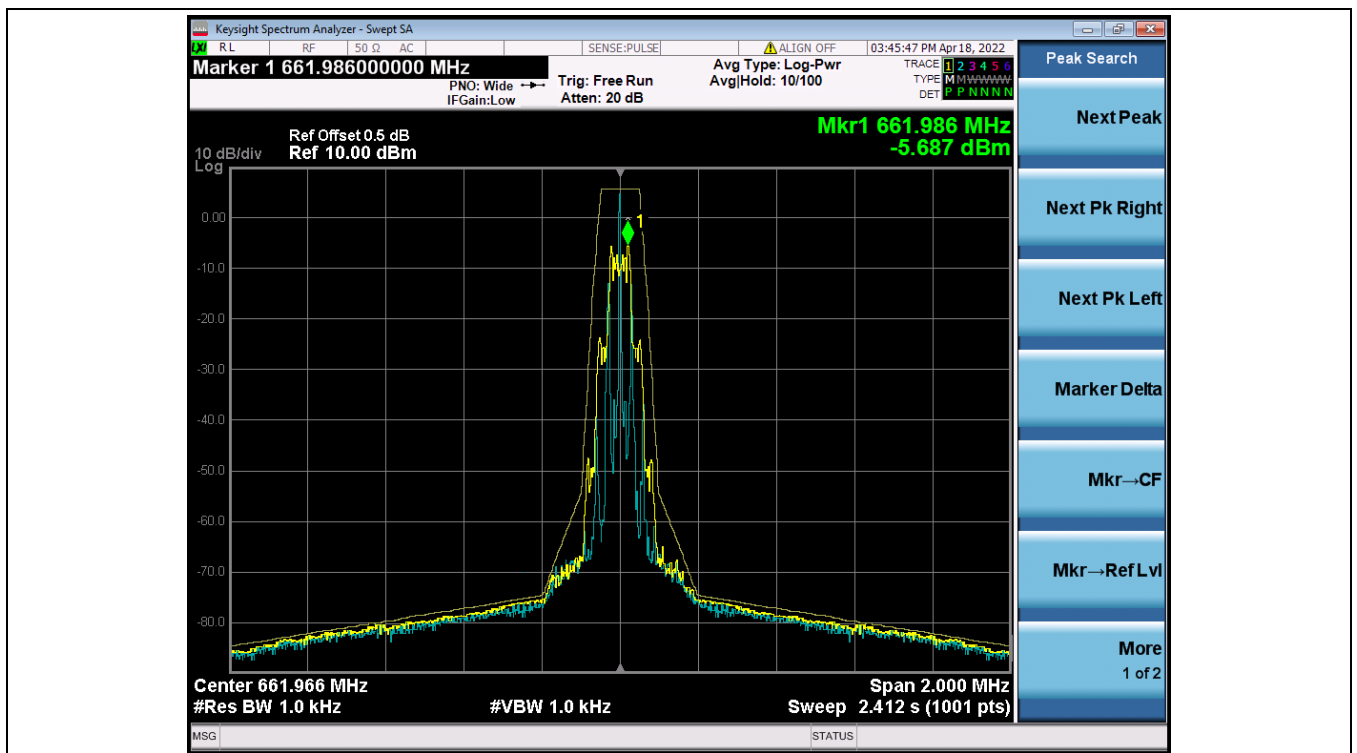 Keysight Spectrum Analyzer - Swept SA
LXI RL RF 50 Ω AC SENSE:PULSE ALIGN OFF 03:45:47 PM Apr 18, 2022
Marker 1 661.986000000 MHz
PNO: Wide
IFGain:Low
Trig: Free Run
Atten: 20 dB
Avg Type: Log-Pwr
Avg|Hold: 10/100
TRACE 1 2 3 4 5 6
TYPE M M W W W W
DET P P N N N N
Mkr1 661.986 MHz
-5.687 dBm
Ref Offset 0.5 dB
10 dB/div Ref 10.00 dBm
Log
1
0.00
-10.0
-20.0
-30.0
-40.0
-50.0
-60.0
-70.0
-80.0
Center 661.966 MHz Span 2.000 MHz
#Res BW 1.0 kHz #VBW 1.0 kHz Sweep 2.412 s (1001 pts)
MSG STATUS
Peak Search
Next Peak
Next Pk Right
Next Pk Left
Marker Delta
Mkr→CF
Mkr→Ref Lvl
More
1 of 2